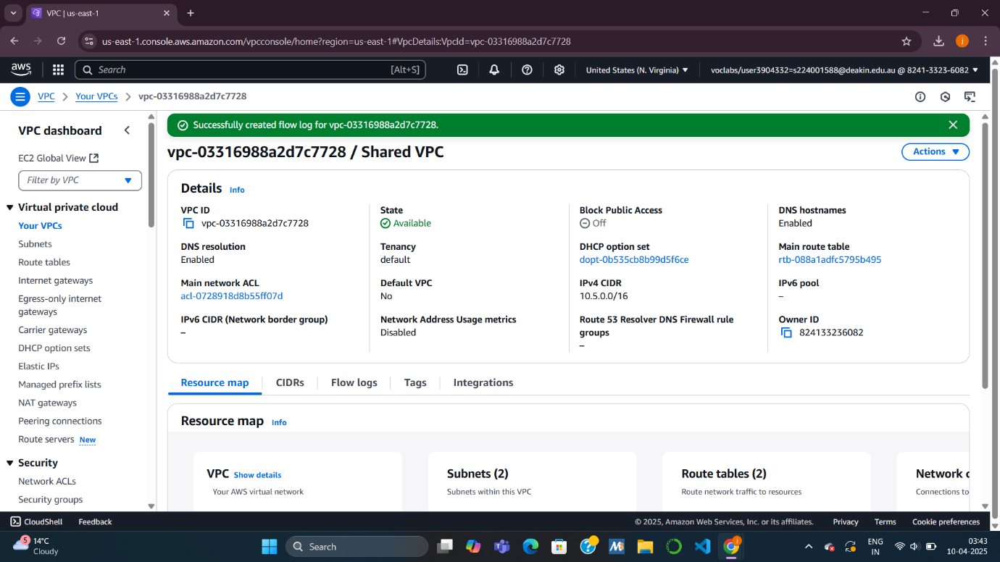 VPC | us-east-1
us-east-1.console.aws.amazon.com/vpcconsole/home?region=us-east-1#VpcDetails:VpcId=vpc-03316988a2d7c7728
j
aws
Search
[Alt+S]
United States (N. Virginia)
voclabs/user3904332=s224001588@deakin.edu.au @ 8241-3323-6082
VPC
Your VPCs
vpc-03316988a2d7c7728
VPC dashboard
EC2 Global View
Filter by VPC
Virtual private cloud
Your VPCs
Subnets
Route tables
Internet gateways
Egress-only internet
gateways
Carrier gateways
DHCP option sets
Elastic IPs
Managed prefix lists
NAT gateways
Peering connections
Route servers New
Security
Network ACLs
Security groups
Successfully created flow log for vpc-03316988a2d7c7728.
vpc-03316988a2d7c7728 / Shared VPC
Actions
Details Info
VPC ID
vpc-03316988a2d7c7728
State
Available
Block Public Access
Off
DNS hostnames
Enabled
DNS resolution
Enabled
Tenancy
default
DHCP option set
dopt-0b535cb8b99d5f6ce
Main route table
rtb-088a1adfc5795b495
Main network ACL
acl-0728918d8b55ff07d
Default VPC
No
IPv4 CIDR
10.5.0.0/16
IPv6 pool
–
IPv6 CIDR (Network border group)
–
Network Address Usage metrics
Disabled
Route 53 Resolver DNS Firewall rule
groups
–
Owner ID
824133236082
Resource map
CIDRs
Flow logs
Tags
Integrations
Resource map Info
VPC Show details
Your AWS virtual network
Subnets (2)
Subnets within this VPC
Route tables (2)
Route network traffic to resources
Network c
Connections to
CloudShell
Feedback
© 2025, Amazon Web Services, Inc. or its affiliates.
Privacy
Terms
Cookie preferences
5
14°C
Cloudy
Search
ENG
IN
03:43
10-04-2025